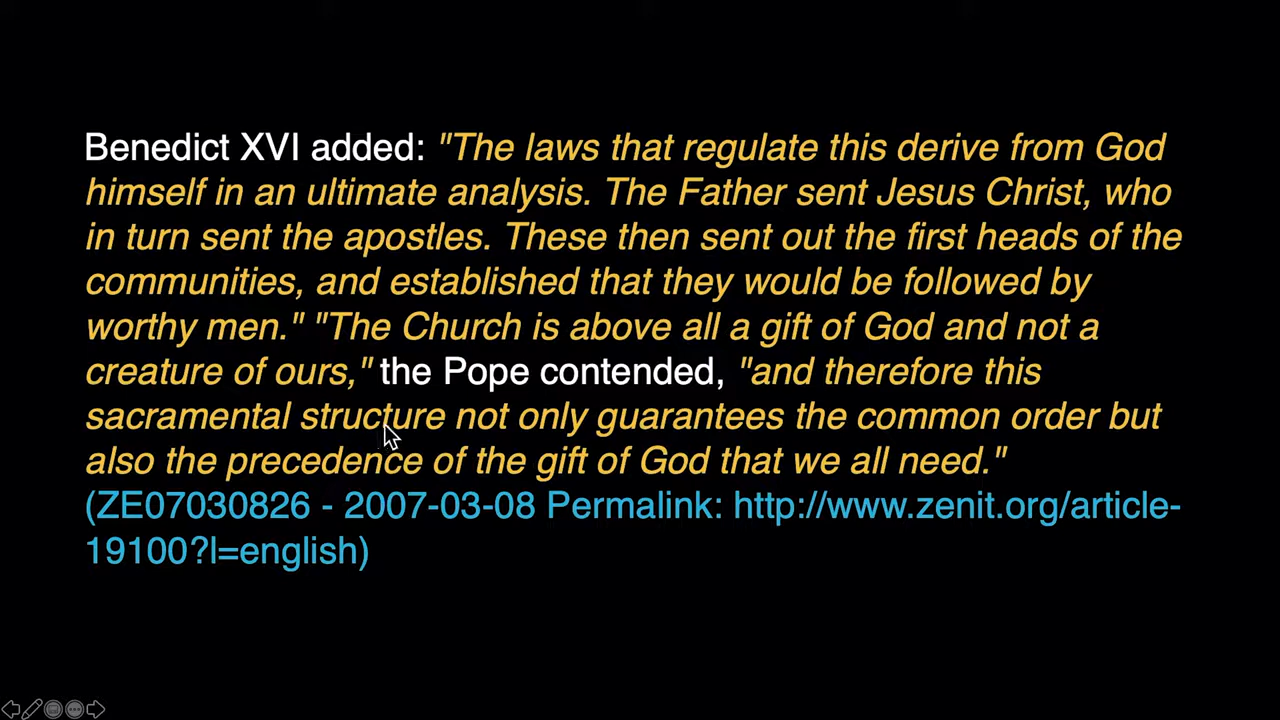 Benedict XVI added: "The laws that regulate this derive from God
himself in an ultimate analysis. The Father sent Jesus Christ, who
in turn sent the apostles. These then sent out the first heads of the
communities, and established that they would be followed by
worthy men." "The Church is above all a gift of God and not a
creature of ours," the Pope contended, "and therefore this
sacramental structure not only guarantees the common order but
also the precedence of the gift of God that we all need."
(ZE07030826 - 2007-03-08 Permalink: http://www.zenit.org/article-
19100?l=english)